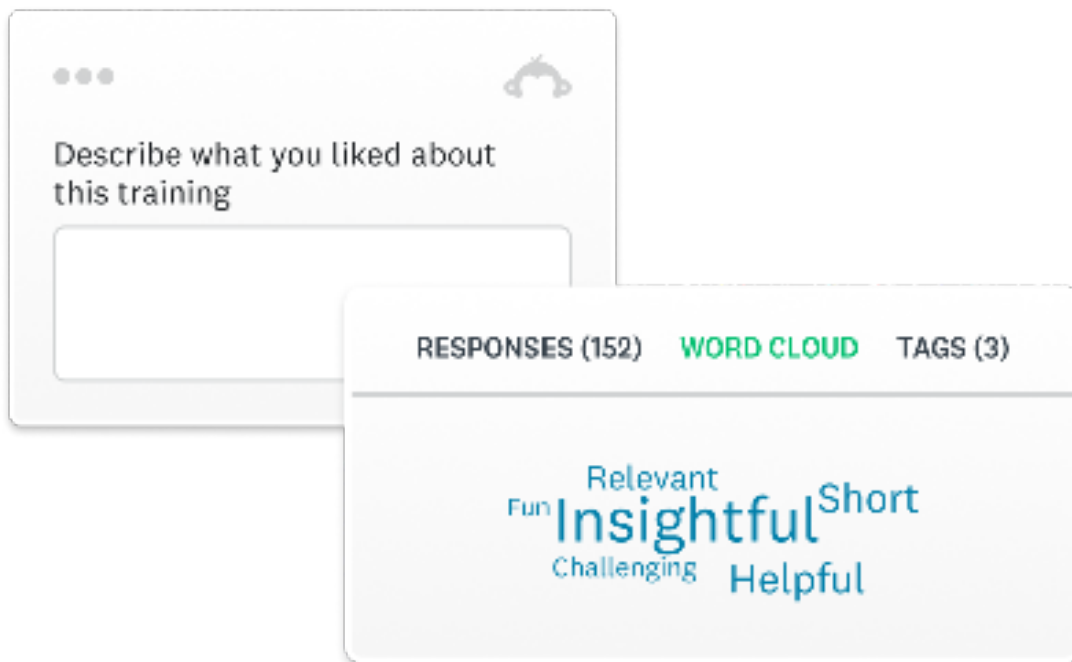 Describe what you liked about
this training
RESPONSES (152) WORD CLOUD TAGS (3)
Relevant
Fun Insightful Short
Challenging Helpful